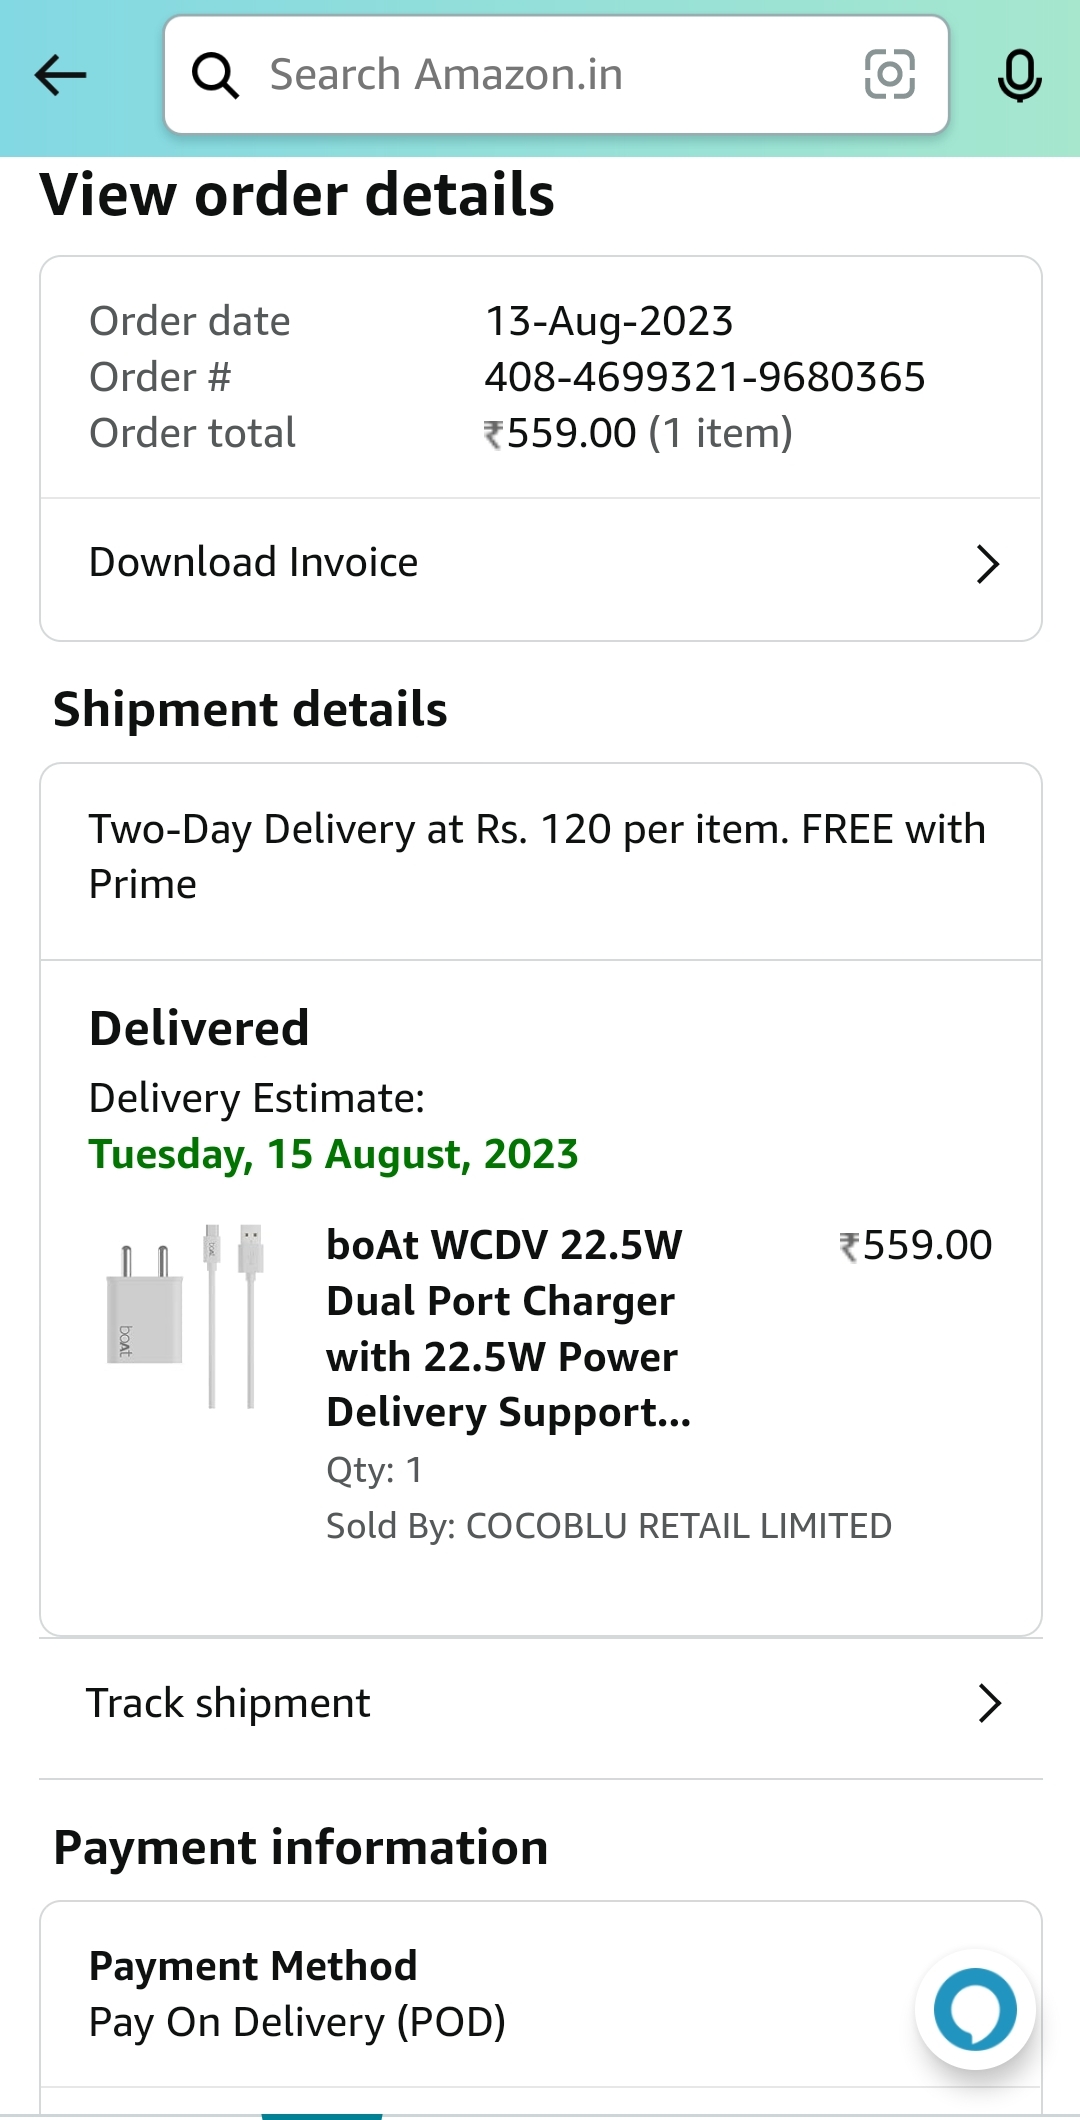 Search Amazon.in
View order details
Order date 13-Aug-2023
Order # 408-4699321-9680365
Order total ₹559.00 (1 item)
Download Invoice
Shipment details
Two-Day Delivery at Rs. 120 per item. FREE with
Prime
Delivered
Delivery Estimate:
Tuesday, 15 August, 2023
boAt WCDV 22.5W ₹559.00
Dual Port Charger
with 22.5W Power
Delivery Support...
Qty: 1
Sold By: COCOBLU RETAIL LIMITED
boAt
Track shipment
Payment information
Payment Method
Pay On Delivery (POD)